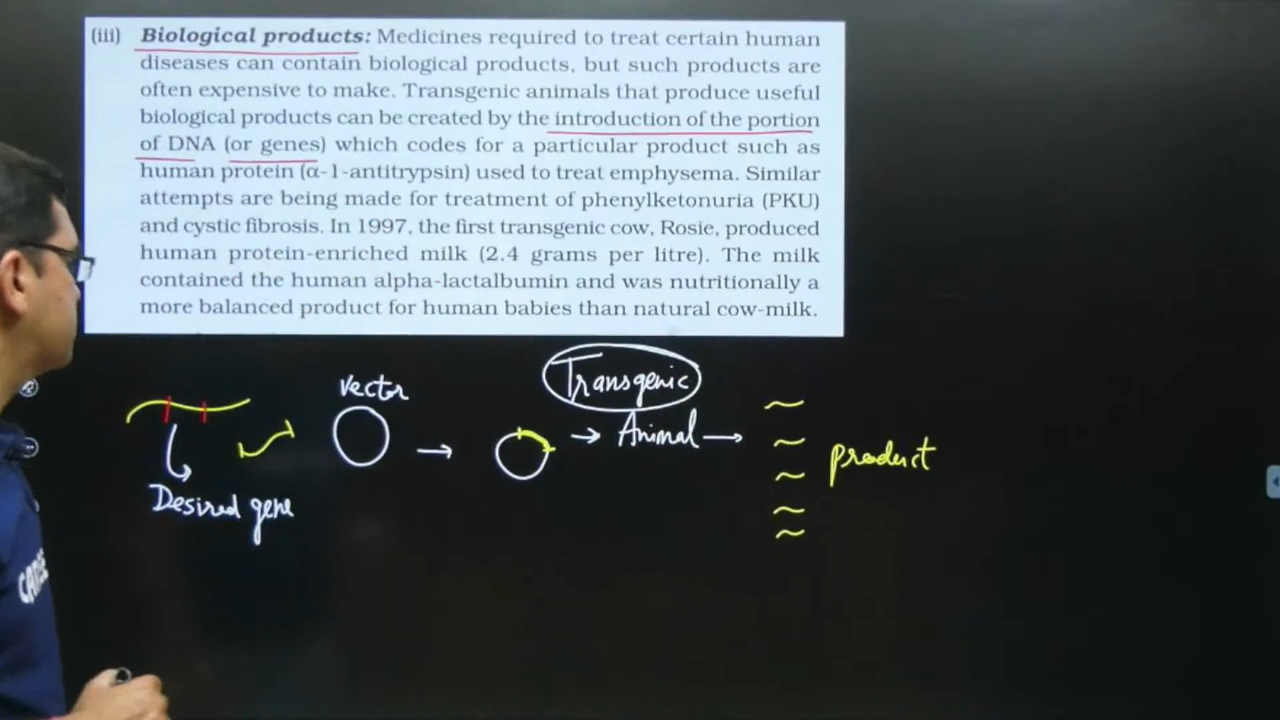 (iii) Biological products: Medicines required to treat certain human
diseases can contain biological products, but such products are
often expensive to make. Transgenic animals that produce useful
biological products can be created by the introduction of the portion
of DNA (or genes) which codes for a particular product such as
human protein (α-1-antitrypsin) used to treat emphysema. Similar
attempts are being made for treatment of phenylketonuria (PKU)
and cystic fibrosis. In 1997, the first transgenic cow, Rosie, produced
human protein-enriched milk (2.4 grams per litre). The milk
contained the human alpha-lactalbumin and was nutritionally a
more balanced product for human babies than natural cow-milk.
vector
Transgenic
Animal
product
Desired gene